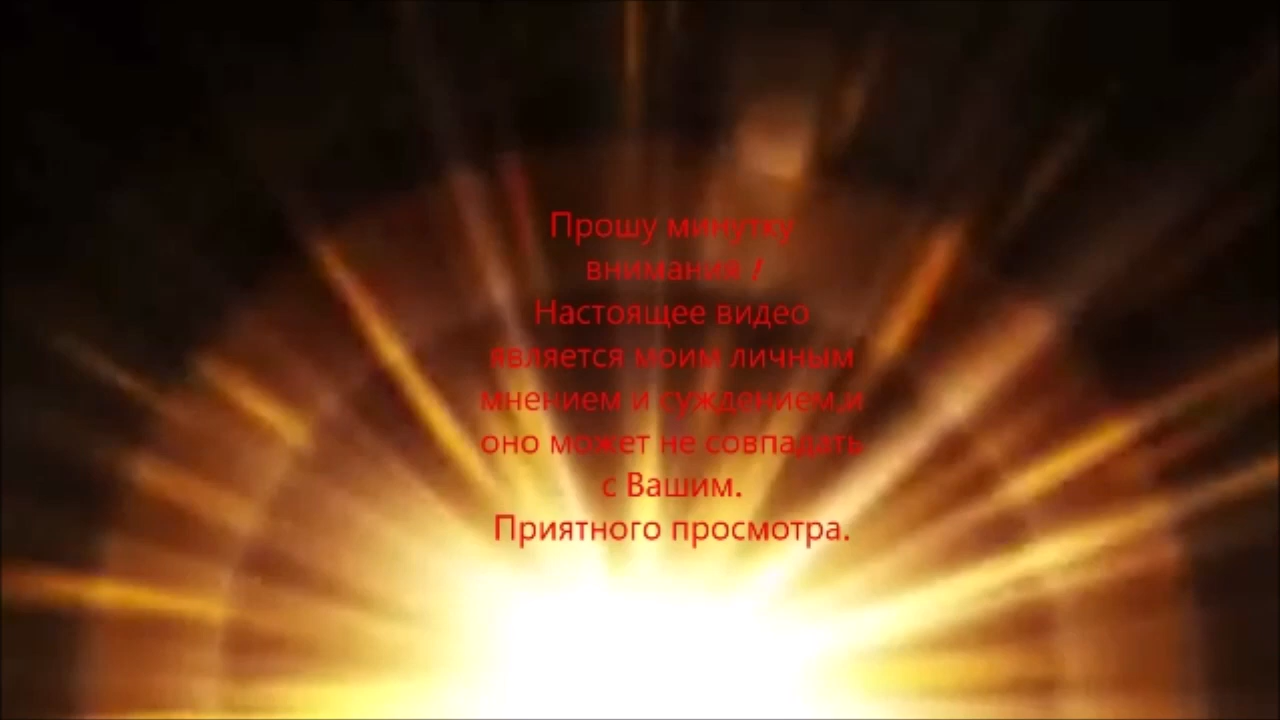 Прошу минутку
внимания !
Настоящее видео
является моим личным
мнением и суждением,и
оно может не совпадать
с Вашим.
Приятного просмотра.